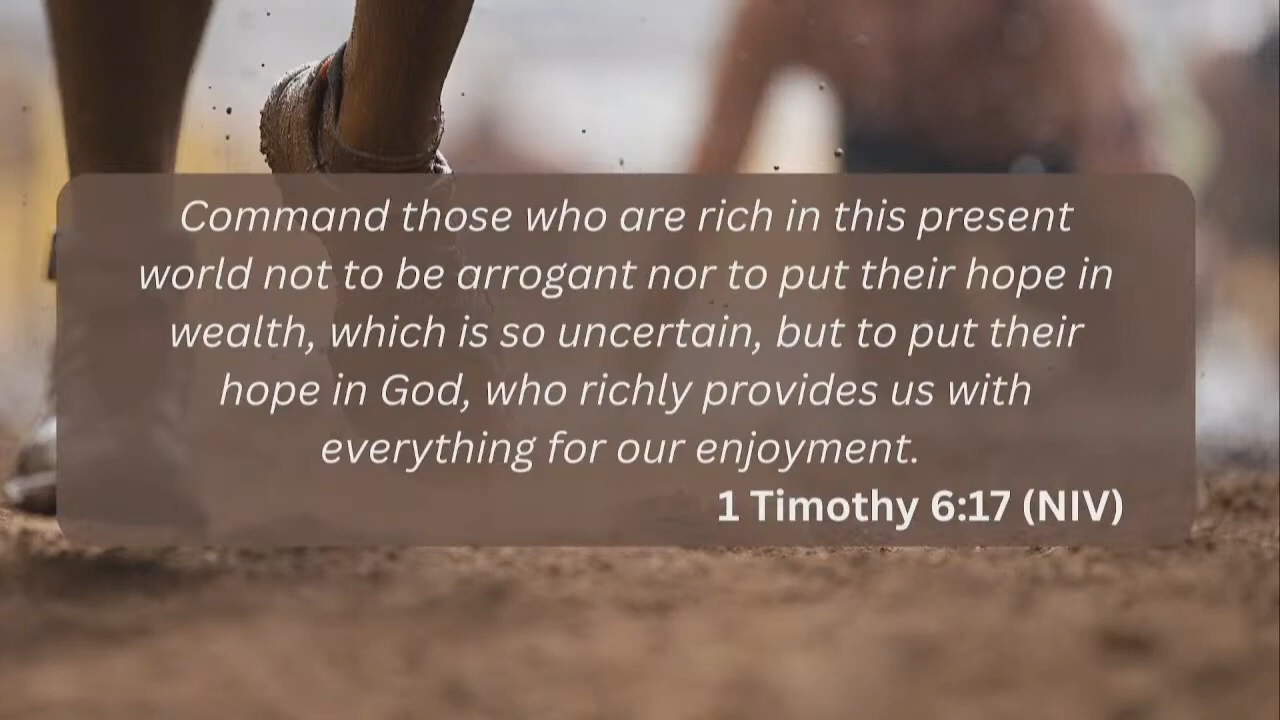 Command those who are rich in this present
world not to be arrogant nor to put their hope in
wealth, which is so uncertain, but to put their
hope in God, who richly provides us with
everything for our enjoyment.
1 Timothy 6:17 (NIV)